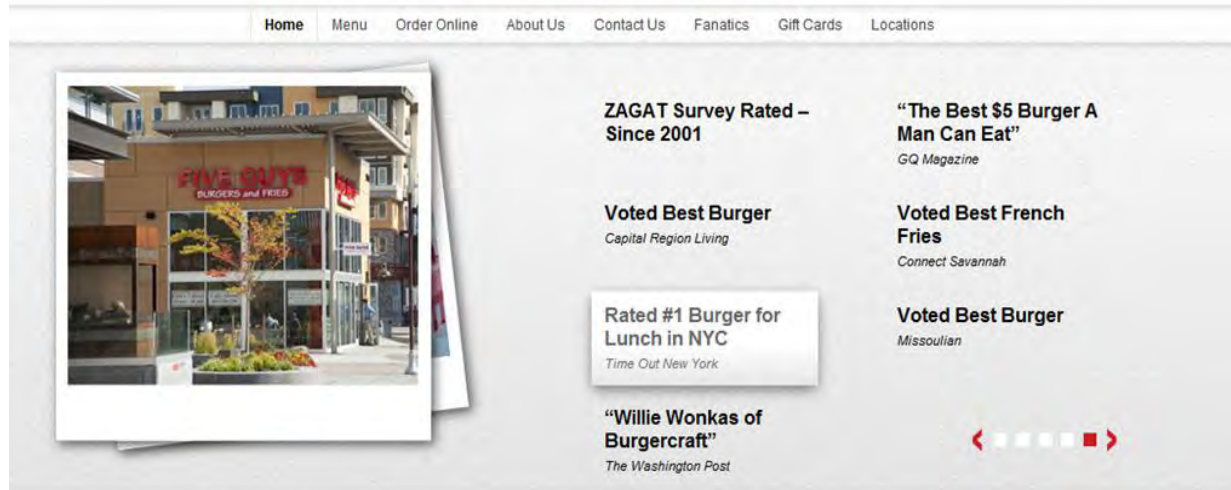 Home Menu Order Online About Us Contact Us Fanatics Gift Cards Locations
FIVE GUYS
BURGERS and FRIES
ZAGAT Survey Rated –
Since 2001
Voted Best Burger
Capital Region Living
Rated #1 Burger for
Lunch in NYC
Time Out New York
“Willie Wonkas of
Burgercraft”
The Washington Post
“The Best $5 Burger A
Man Can Eat”
GQ Magazine
Voted Best French
Fries
Connect Savannah
Voted Best Burger
Missoulian